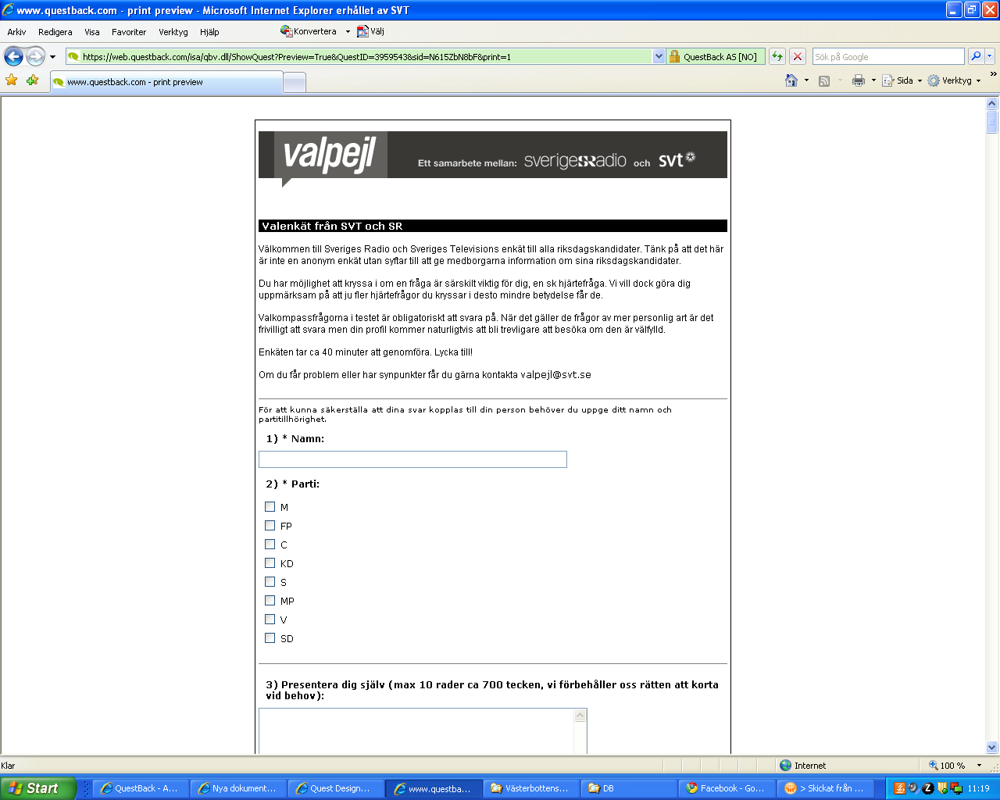 www.questback.com - print preview - Microsoft Internet Explorer erhållet av SVT
Arkiv Redigera Visa Favoriter Verktyg Hjälp Konvertera Välj
https://web.questback.com/isa/qbv.dll/ShowQuest?Preview=True&QuestID=3959543&sid=N615ZbN8bF&print=1 QuestBack AS [NO] Sök på Google
www.questback.com - print preview Sida Verktyg »
valpejl Ett samarbete mellan: sverigesRadio och svt
Valenkät från SVT och SR
Välkommen till Sveriges Radio och Sveriges Televisions enkät till alla riksdagskandidater. Tänk på att det här
är inte en anonym enkät utan syftar till att ge medborgarna information om sina riksdagskandidater.
Du har möjlighet att kryssa i om en fråga är särskilt viktig för dig, en sk hjärtefråga. Vi vill dock göra dig
uppmärksam på att ju fler hjärtefrågor du kryssar i desto mindre betydelse får de.
Valkompassfrågorna i testet är obligatoriskt att svara på. När det gäller de frågor av mer personlig art är det
frivilligt att svara men din profil kommer naturligtvis att bli trevligare att besöka om den är välfylld.
Enkäten tar ca 40 minuter att genomföra. Lycka till!
Om du får problem eller har synpunkter får du gärna kontakta valpejl@svt.se
För att kunna säkerställa att dina svar kopplas till din person behöver du uppge ditt namn och
partitillhörighet.
1) * Namn:
2) * Parti:
M
FP
C
KD
S
MP
V
SD
3) Presentera dig själv (max 10 rader ca 700 tecken, vi förbehåller oss rätten att korta
vid behov):
Klar Internet 100 %
Start QuestBack - A... Nya dokument... Quest Design... www.questba... Västerbottens... DB Facebook - Go... > Skickat från ... 11:19